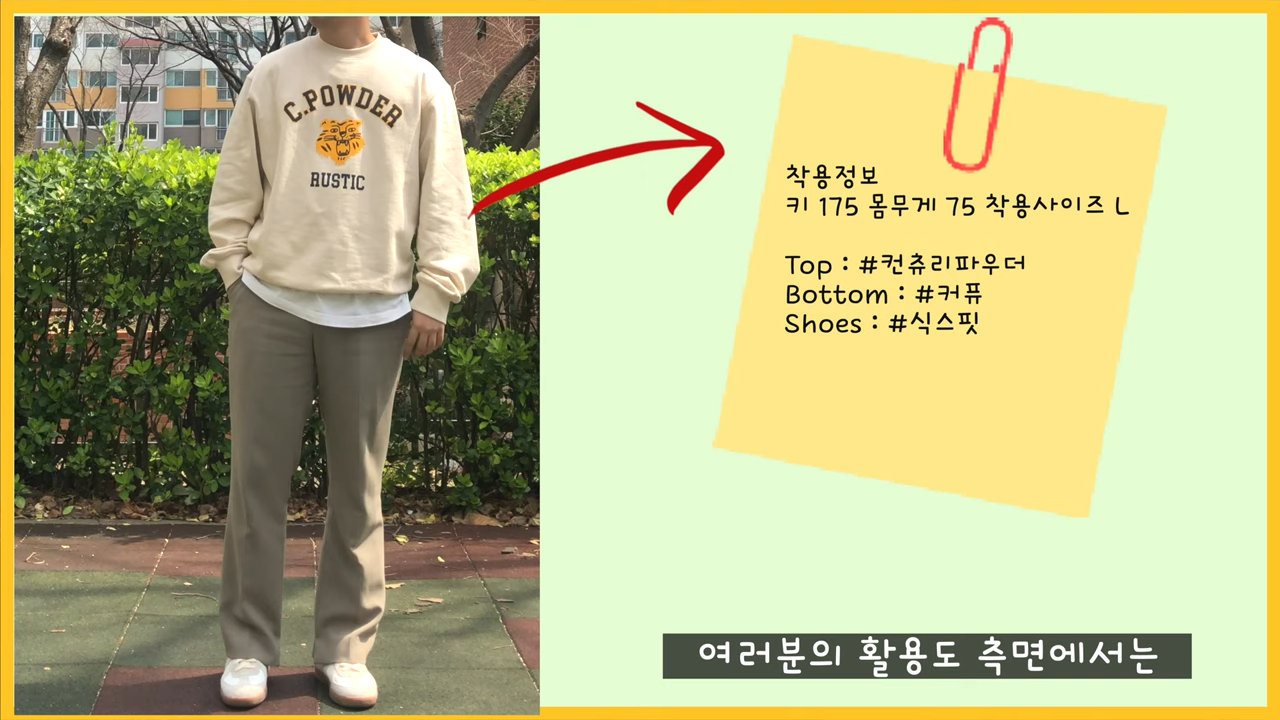 C.POWDER
RUSTIC
착용정보
키 175 몸무게 75 착용사이즈 L
Top : #컨츄리파우더
Bottom : #커퓨
Shoes : #식스핏
여러분의 활용도 측면에서는